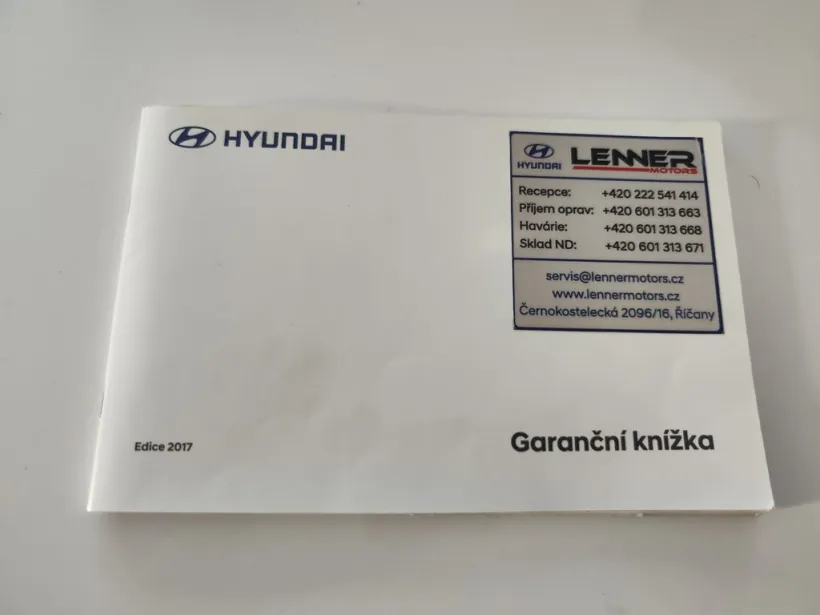 HYUNDAI
HYUNDAI
LENNER
MOTORS
Recepce: +420 222 541 414
Příjem oprav: +420 601 313 663
Havárie: +420 601 313 668
Sklad ND: +420 601 313 671
servis@lennermotors.cz
www.lennermotors.cz
Černokostelecká 2096/16, Říčany
Edice 2017
Garanční knížka